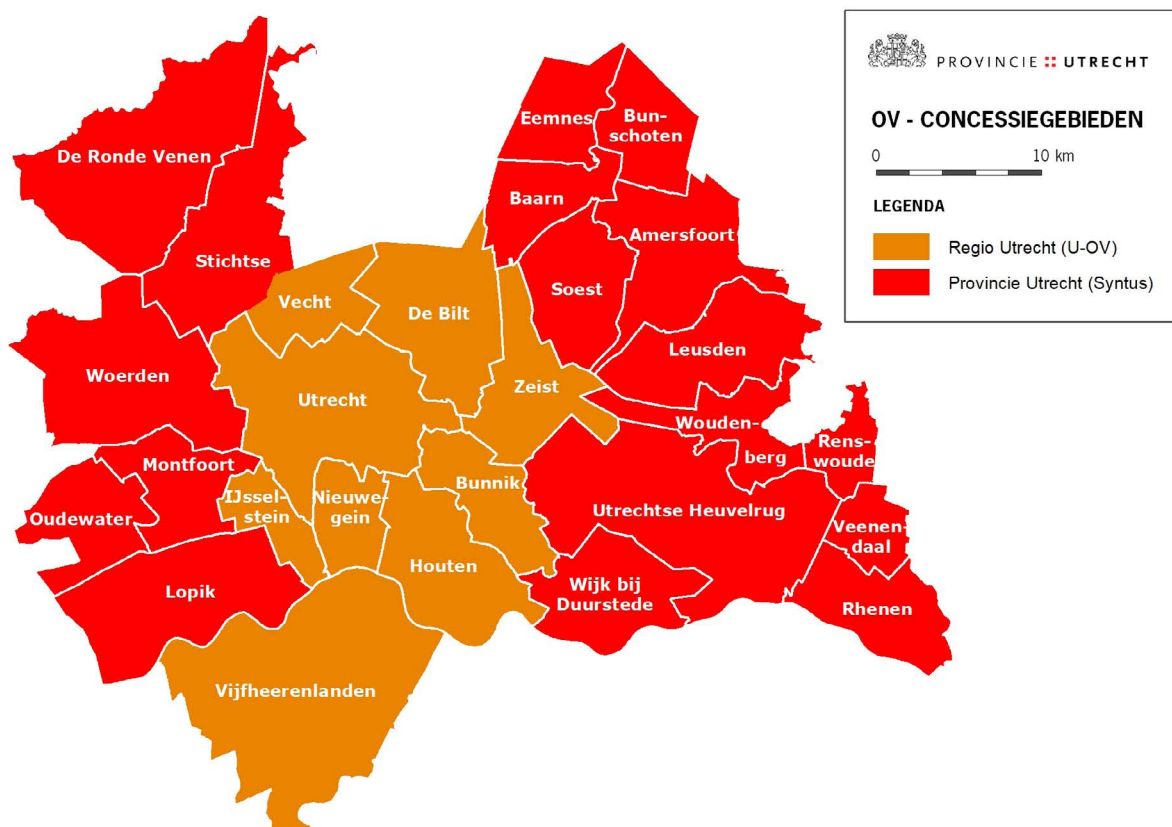 PROVINCIE UTRECHT
OV - CONCESSIEGEBIEDEN
0 10 km
LEGENDA
Regio Utrecht (U-OV)
Provincie Utrecht (Syntus)
Eemnes
Bun-
schoten
De Ronde Venen
Baarn
Amersfoort
Stichtse
Vecht
Soest
De Bilt
Leusden
Woerden
Zeist
Utrecht
Wouden-
berg
Rens-
woude
Montfoort
Bunnik
IJssel-
stein
Nieuwe-
gein
Utrechtse Heuvelrug
Oudewater
Veenen-
daal
Houten
Wijk bij
Duurstede
Lopik
Rhenen
Vijfheerenlanden